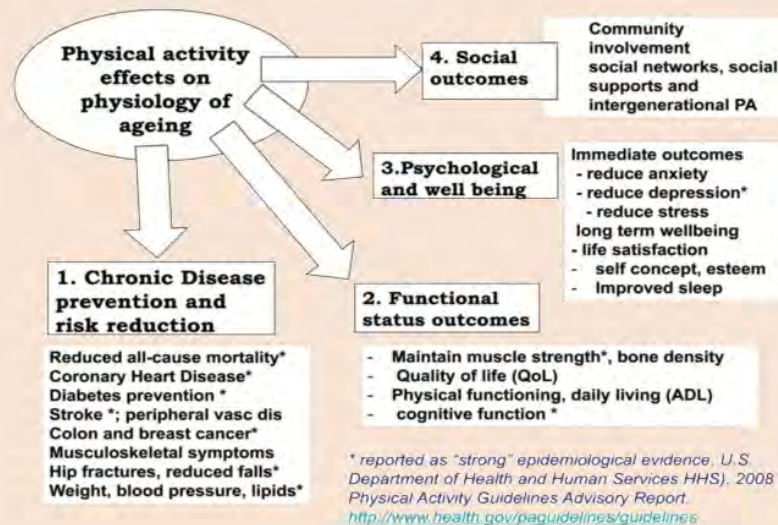 Physical activity
effects on
physiology of
ageing
4. Social
outcomes
Community
involvement
social networks, social
supports and
intergenerational PA
3.Psychological
and well being
Immediate outcomes
- reduce anxiety
- reduce depression*
- reduce stress
long term wellbeing
- life satisfaction
- self concept, esteem
- Improved sleep
1. Chronic Disease
prevention and
risk reduction
Reduced all-cause mortality*
Coronary Heart Disease*
Diabetes prevention *
Stroke *; peripheral vasc dis
Colon and breast cancer*
Musculoskeletal symptoms
Hip fractures, reduced falls*
Weight, blood pressure, lipids*
2. Functional
status outcomes
- Maintain muscle strength*, bone density
- Quality of life (QoL)
- Physical functioning, daily living (ADL)
- cognitive function *
* reported as "strong" epidemiological evidence. U.S.
Department of Health and Human Services HHS). 2008
Physical Activity Guidelines Advisory Report.
http://www.health.gov/paguidelines/guidelines